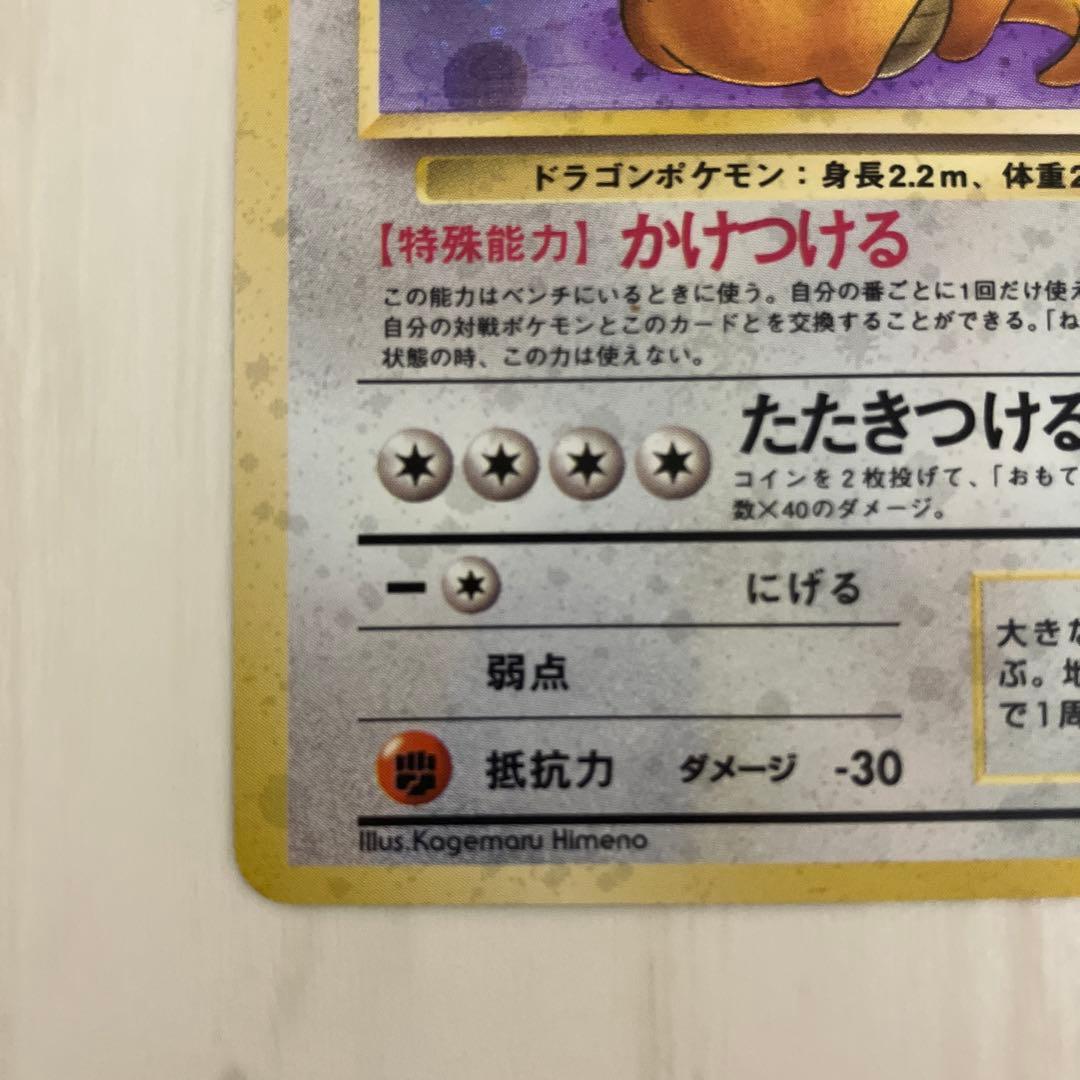 ドラゴンポケモン：身長2.2m、体重2
【特殊能力】かけつける
この能力はベンチにいるときに使う。自分の番ごとに1回だけ使え
自分の対戦ポケモンとこのカードとを交換することができる。「ね
状態の時、この力は使えない。
たたきつける
コインを2枚投げて、「おもて
数×40のダメージ。
ー にげる
弱点
抵抗力 ダメージ -30
大きな
ぶ。地
で1周
Illus.Kagemaru Himeno